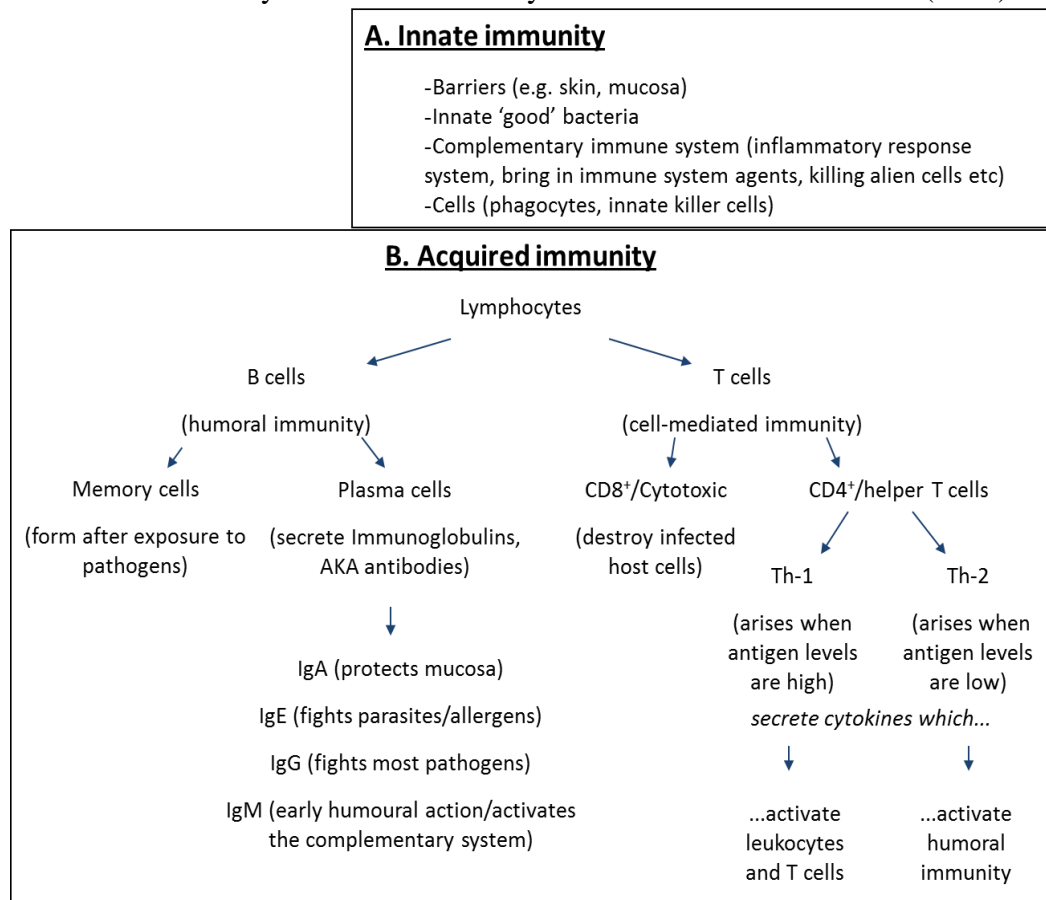 A. Innate immunity
-Barriers (e.g. skin, mucosa)
-Innate ‘good’ bacteria
-Complementary immune system (inflammatory response
system, bring in immune system agents, killing alien cells etc)
-Cells (phagocytes, innate killer cells)
B. Acquired immunity
Lymphocytes
B cells
(humoral immunity)
T cells
(cell-mediated immunity)
Memory cells
(form after exposure to
pathogens)
Plasma cells
(secrete Immunoglobulins,
AKA antibodies)
IgA (protects mucosa)
IgE (fights parasites/allergens)
IgG (fights most pathogens)
IgM (early humoural action/activates
the complementary system)
CD8⁺/Cytotoxic
(destroy infected
host cells)
CD4⁺/helper T cells
Th-1
(arises when
antigen levels
are high)
Th-2
(arises when
antigen levels
are low)
secrete cytokines which...
...activate
leukocytes
and T cells
...activate
humoral
immunity